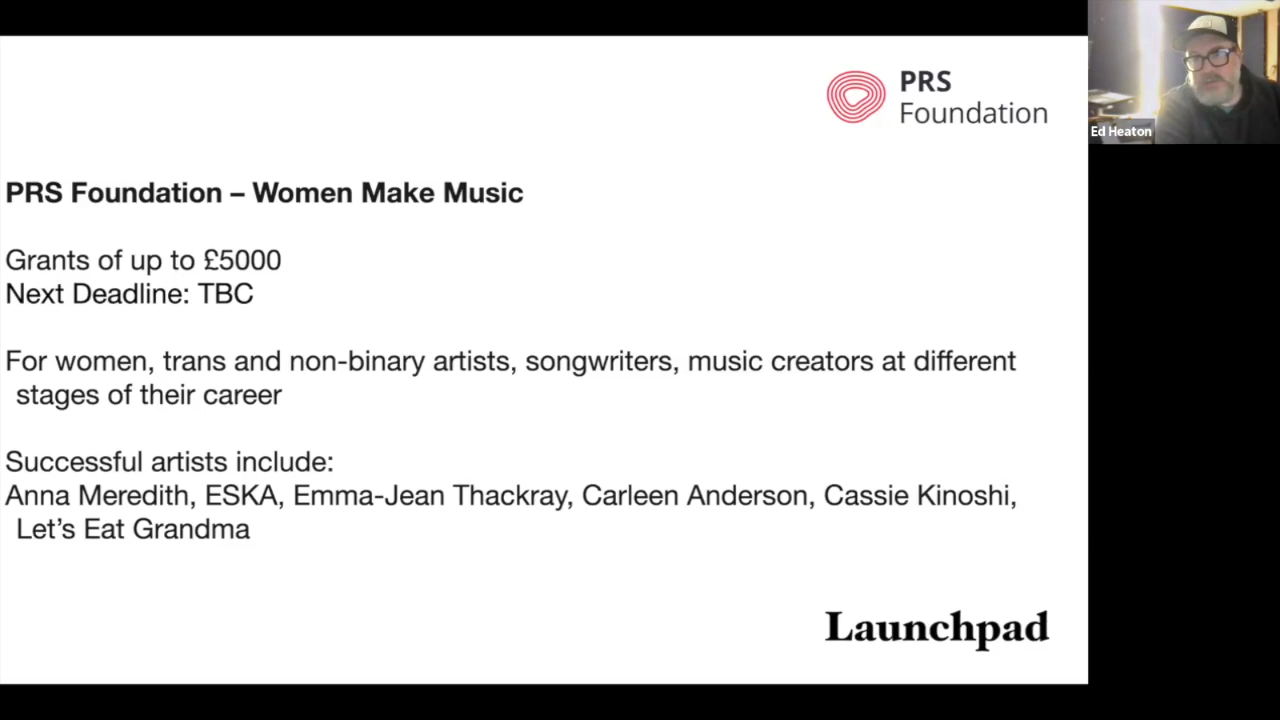 PRS
Foundation
Ed Heaton
PRS Foundation – Women Make Music
Grants of up to £5000
Next Deadline: TBC
For women, trans and non-binary artists, songwriters, music creators at different
stages of their career
Successful artists include:
Anna Meredith, ESKA, Emma-Jean Thackray, Carleen Anderson, Cassie Kinoshi,
Let’s Eat Grandma
Launchpad